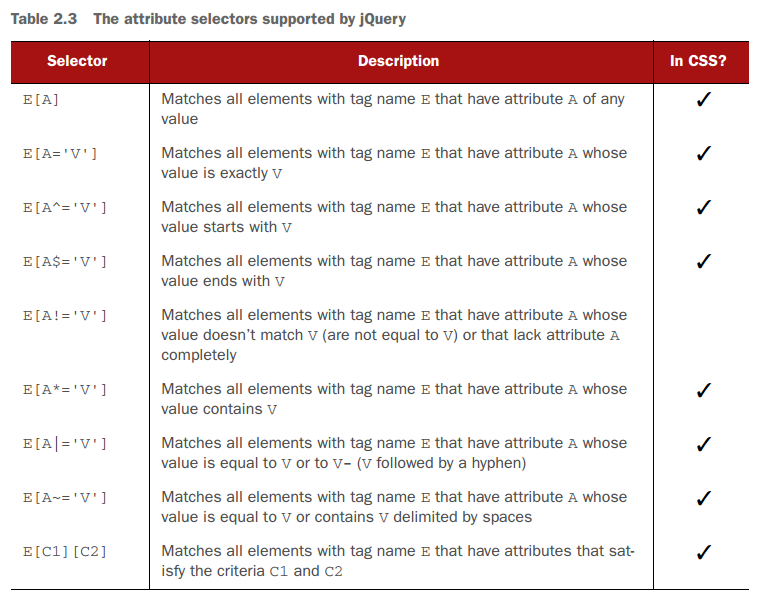 Table 2.3 The attribute selectors supported by jQuery
Selector Description In CSS?
E[A] Matches all elements with tag name E that have attribute A of any ✓
value
E[A='V'] Matches all elements with tag name E that have attribute A whose ✓
value is exactly V
E[A^='V'] Matches all elements with tag name E that have attribute A whose ✓
value starts with V
E[A$='V'] Matches all elements with tag name E that have attribute A whose ✓
value ends with V
E[A!='V'] Matches all elements with tag name E that have attribute A whose
value doesn't match V (are not equal to V) or that lack attribute A
completely
E[A*='V'] Matches all elements with tag name E that have attribute A whose ✓
value contains V
E[A|='V'] Matches all elements with tag name E that have attribute A whose ✓
value is equal to V or to V– (V followed by a hyphen)
E[A~='V'] Matches all elements with tag name E that have attribute A whose ✓
value is equal to V or contains V delimited by spaces
E[C1][C2] Matches all elements with tag name E that have attributes that sat- ✓
isfy the criteria C1 and C2